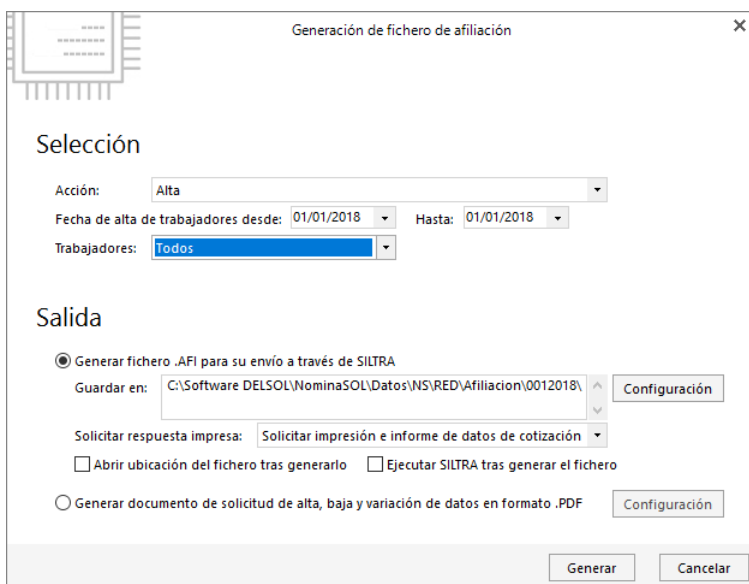 Generación de fichero de afiliación
Selección
Acción: Alta
Fecha de alta de trabajadores desde: 01/01/2018 Hasta: 01/01/2018
Trabajadores: Todos
Salida
Generar fichero .AFI para su envío a través de SILTRA
Guardar en: C:\Software DELSOL\NominaSOL\Datos\NS\RED\Afiliacion\0012018\ Configuración
Solicitar respuesta impresa: Solicitar impresión e informe de datos de cotización
Abrir ubicación del fichero tras generarlo Ejecutar SILTRA tras generar el fichero
Generar documento de solicitud de alta, baja y variación de datos en formato .PDF Configuración
Generar Cancelar